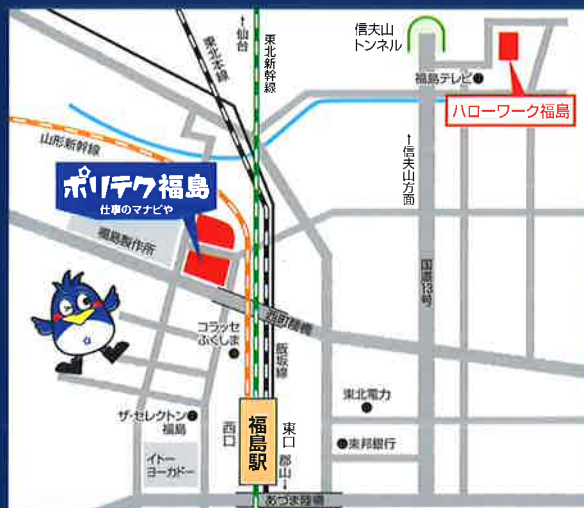 ←仙台
東北本線
東北新幹線
信夫山
トンネル
福島テレビ
ハローワーク福島
山形新幹線
←信夫山方面
ポリテク福島
仕事のマナビや
福島製作所
国道13号
西町陸橋
コラッセ
ふくしま
飯坂線
東北電力
ザ・セレクトン
福島
西口
福島駅
東口
東邦銀行
イトー
ヨーカドー
郡山→
あづま陸橋